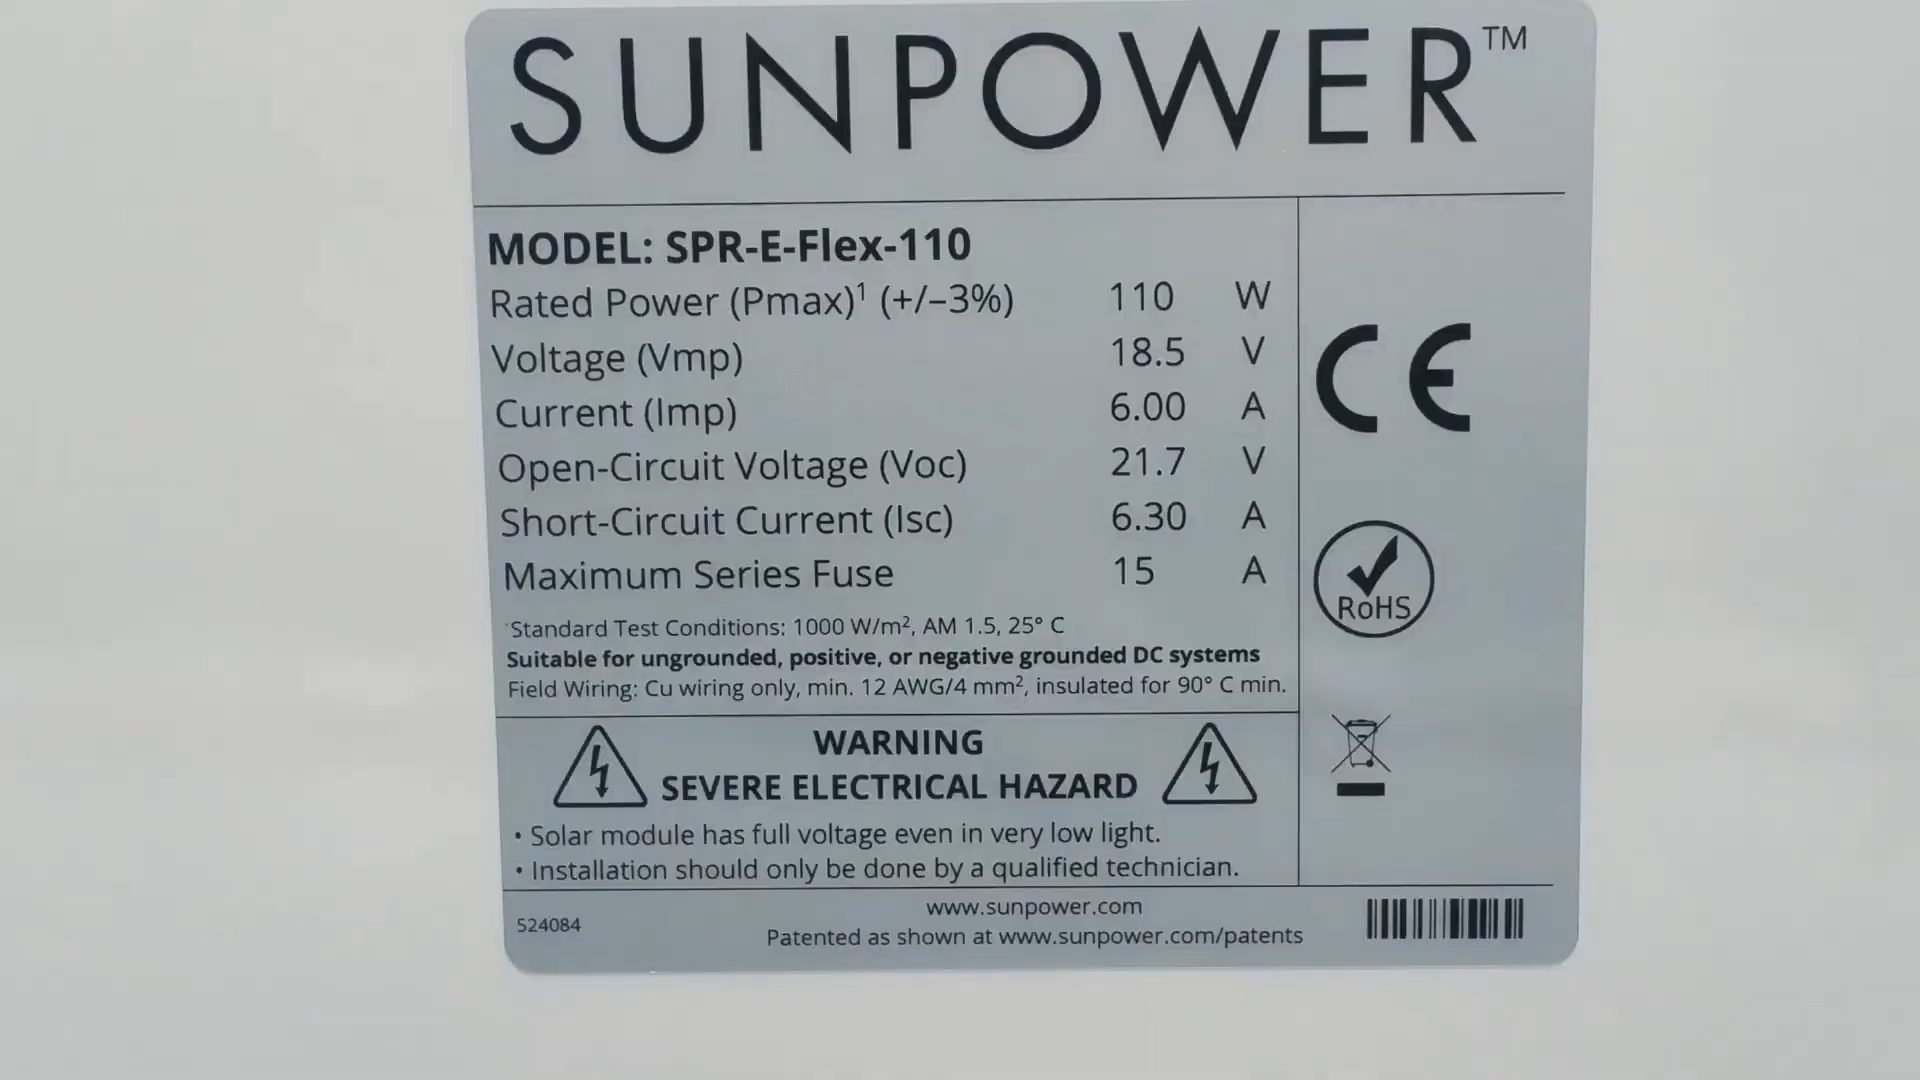 SUNPOWER™
MODEL: SPR-E-Flex-110
Rated Power (Pmax)¹ (+/−3%) 110 W
Voltage (Vmp) 18.5 V
Current (Imp) 6.00 A
Open-Circuit Voltage (Voc) 21.7 V
Short-Circuit Current (Isc) 6.30 A
Maximum Series Fuse 15 A
¹Standard Test Conditions: 1000 W/m², AM 1.5, 25° C
Suitable for ungrounded, positive, or negative grounded DC systems
Field Wiring: Cu wiring only, min. 12 AWG/4 mm², insulated for 90° C min.
CE
RoHS
WARNING
SEVERE ELECTRICAL HAZARD
• Solar module has full voltage even in very low light.
• Installation should only be done by a qualified technician.
524084
www.sunpower.com
Patented as shown at www.sunpower.com/patents